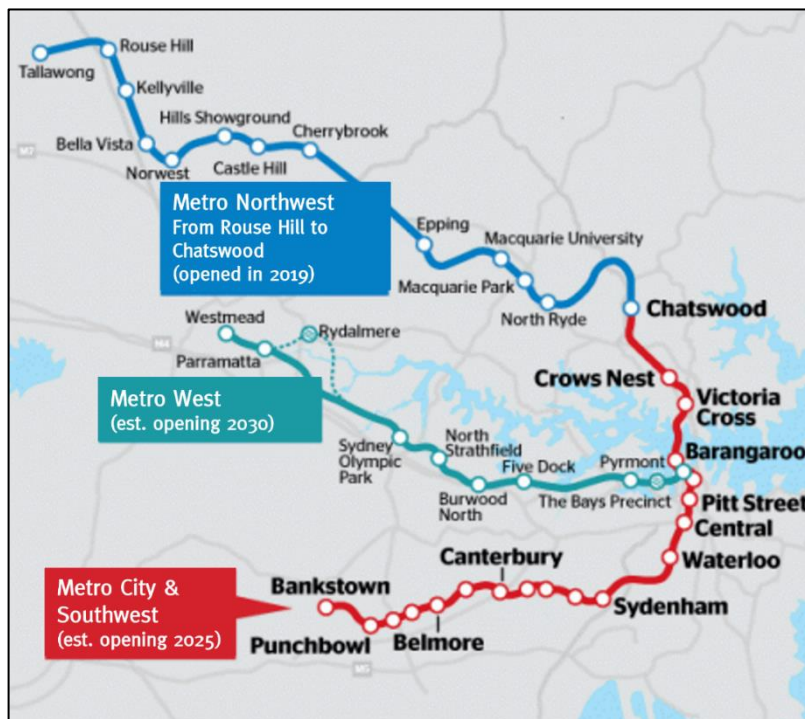 Rouse Hill
Tallawong
Kellyville
Hills Showground
Cherrybrook
Bella Vista
Norwest
Castle Hill
M2
Metro Northwest
From Rouse Hill to
Chatswood
(opened in 2019)
Epping
Macquarie University
Macquarie Park
North Ryde
Chatswood
Westmead
Rydalmere
M4
Parramatta
Crows Nest
Metro West
(est. opening 2030)
Victoria
Cross
Sydney
Olympic
Park
North
Strathfield
Five Dock
Pyrmont
Barangaroo
Burwood
North
The Bays Precinct
Pitt Street
Central
Canterbury
Waterloo
Metro City &
Southwest
(est. opening 2025)
Bankstown
Punchbowl
Belmore
Sydenham
M5